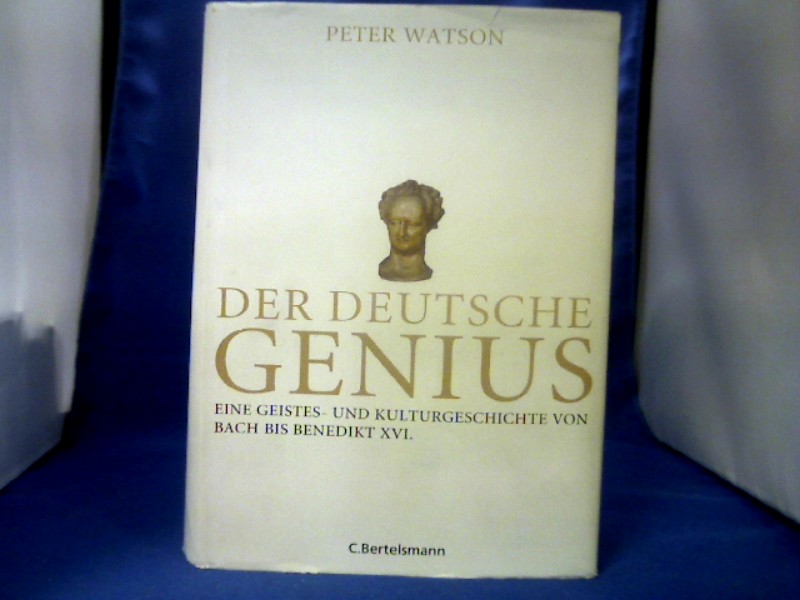 PETER WATSON
DER DEUTSCHE
GENIUS
EINE GEISTES- UND KULTURGESCHICHTE VON
BACH BIS BENEDIKT XVI.
C.Bertelsmann